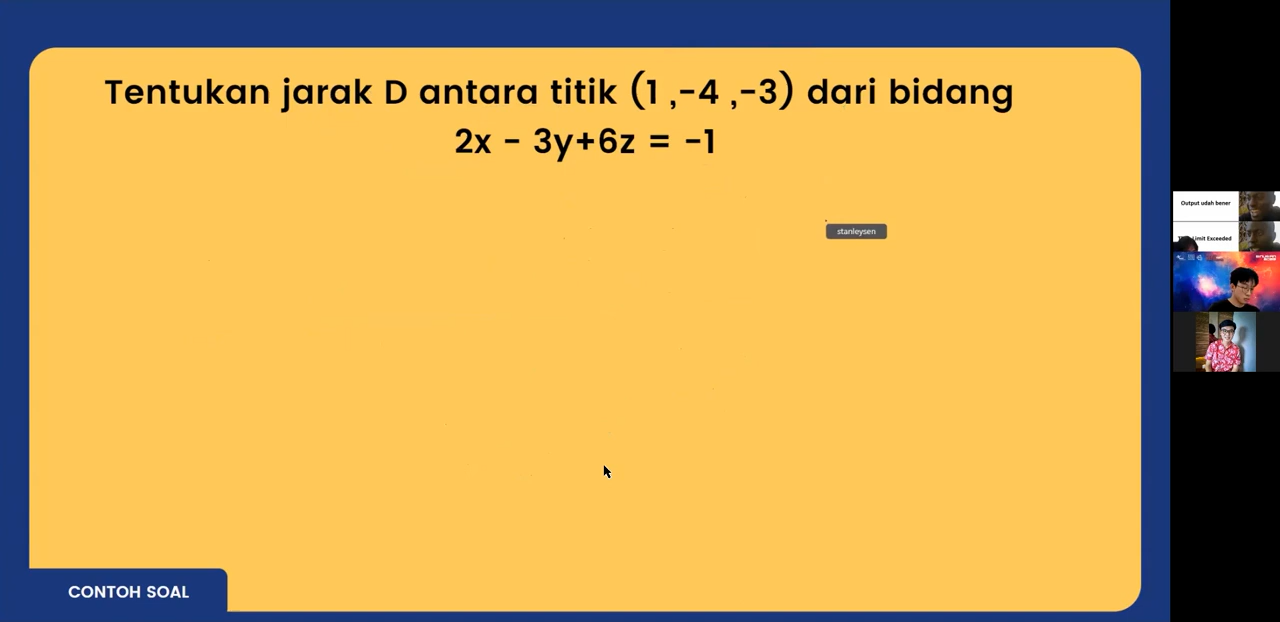 Tentukan jarak D antara titik (1 ,-4 ,-3) dari bidang
2x - 3y+6z = -1
stanleysen
Output udah bener
Limit Exceeded
CONTOH SOAL